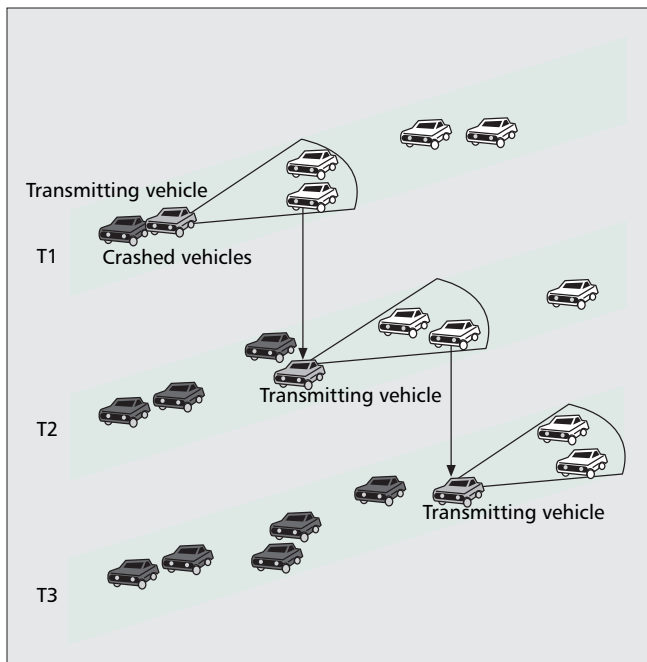 Transmitting vehicle
T1
Crashed vehicles
Transmitting vehicle
T2
Transmitting vehicle
T3